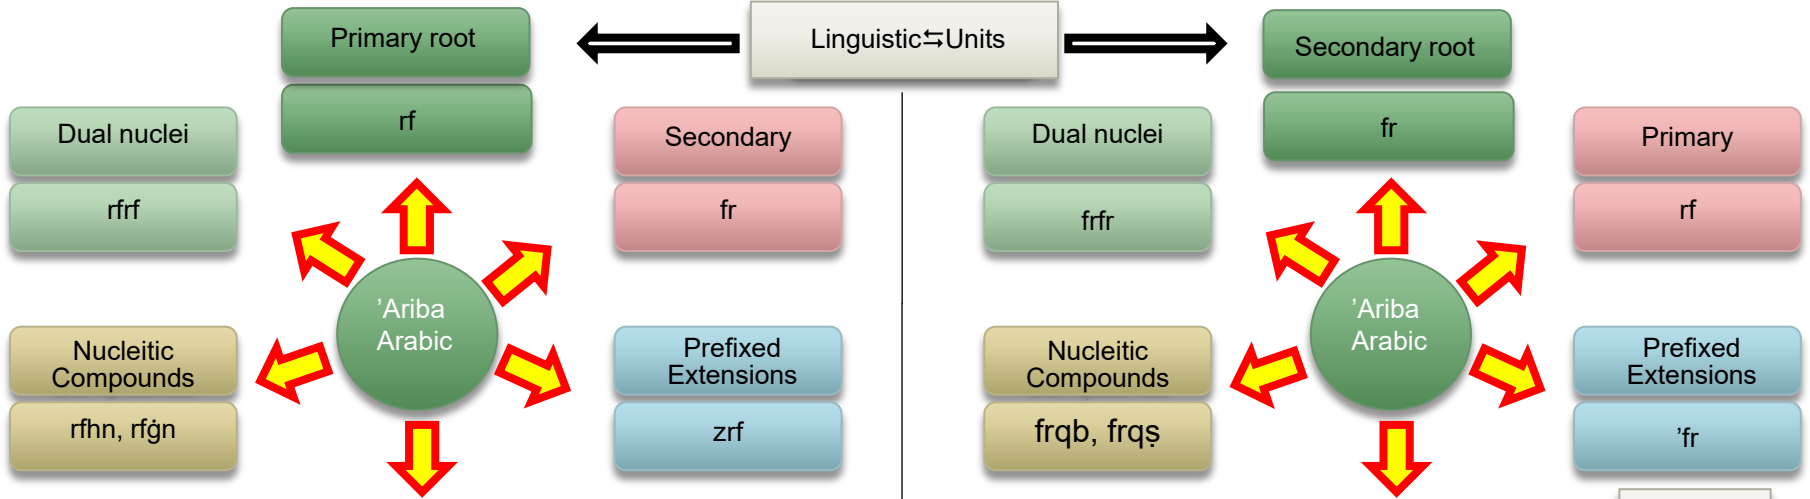 Linguistic⇆Units
Primary root
rf
Dual nuclei
rfrf
Secondary
fr
’Ariba
Arabic
Nucleitic
Compounds
rfhn, rfġn
Prefixed
Extensions
zrf
Secondary root
fr
Dual nuclei
frfr
Primary
rf
’Ariba
Arabic
Nucleitic
Compounds
frqb, frqṣ
Prefixed
Extensions
’fr